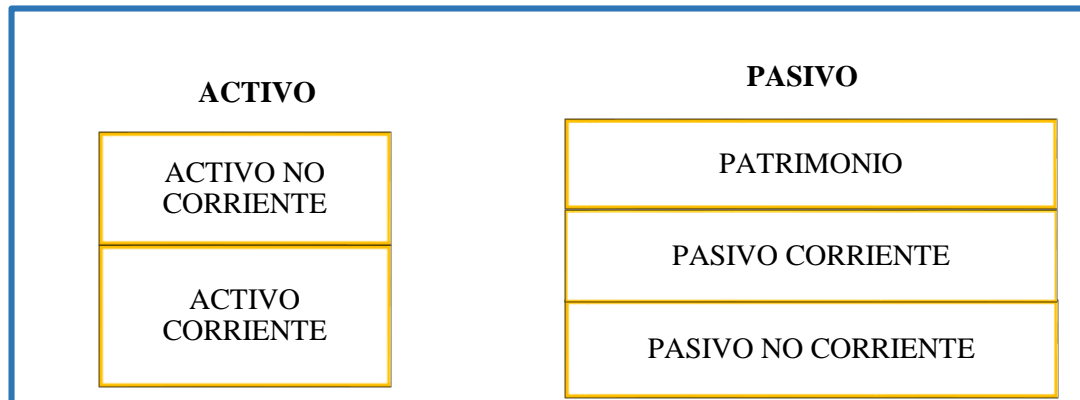 ACTIVO
ACTIVO NO
CORRIENTE
ACTIVO
CORRIENTE
PASIVO
PATRIMONIO
PASIVO CORRIENTE
PASIVO NO CORRIENTE